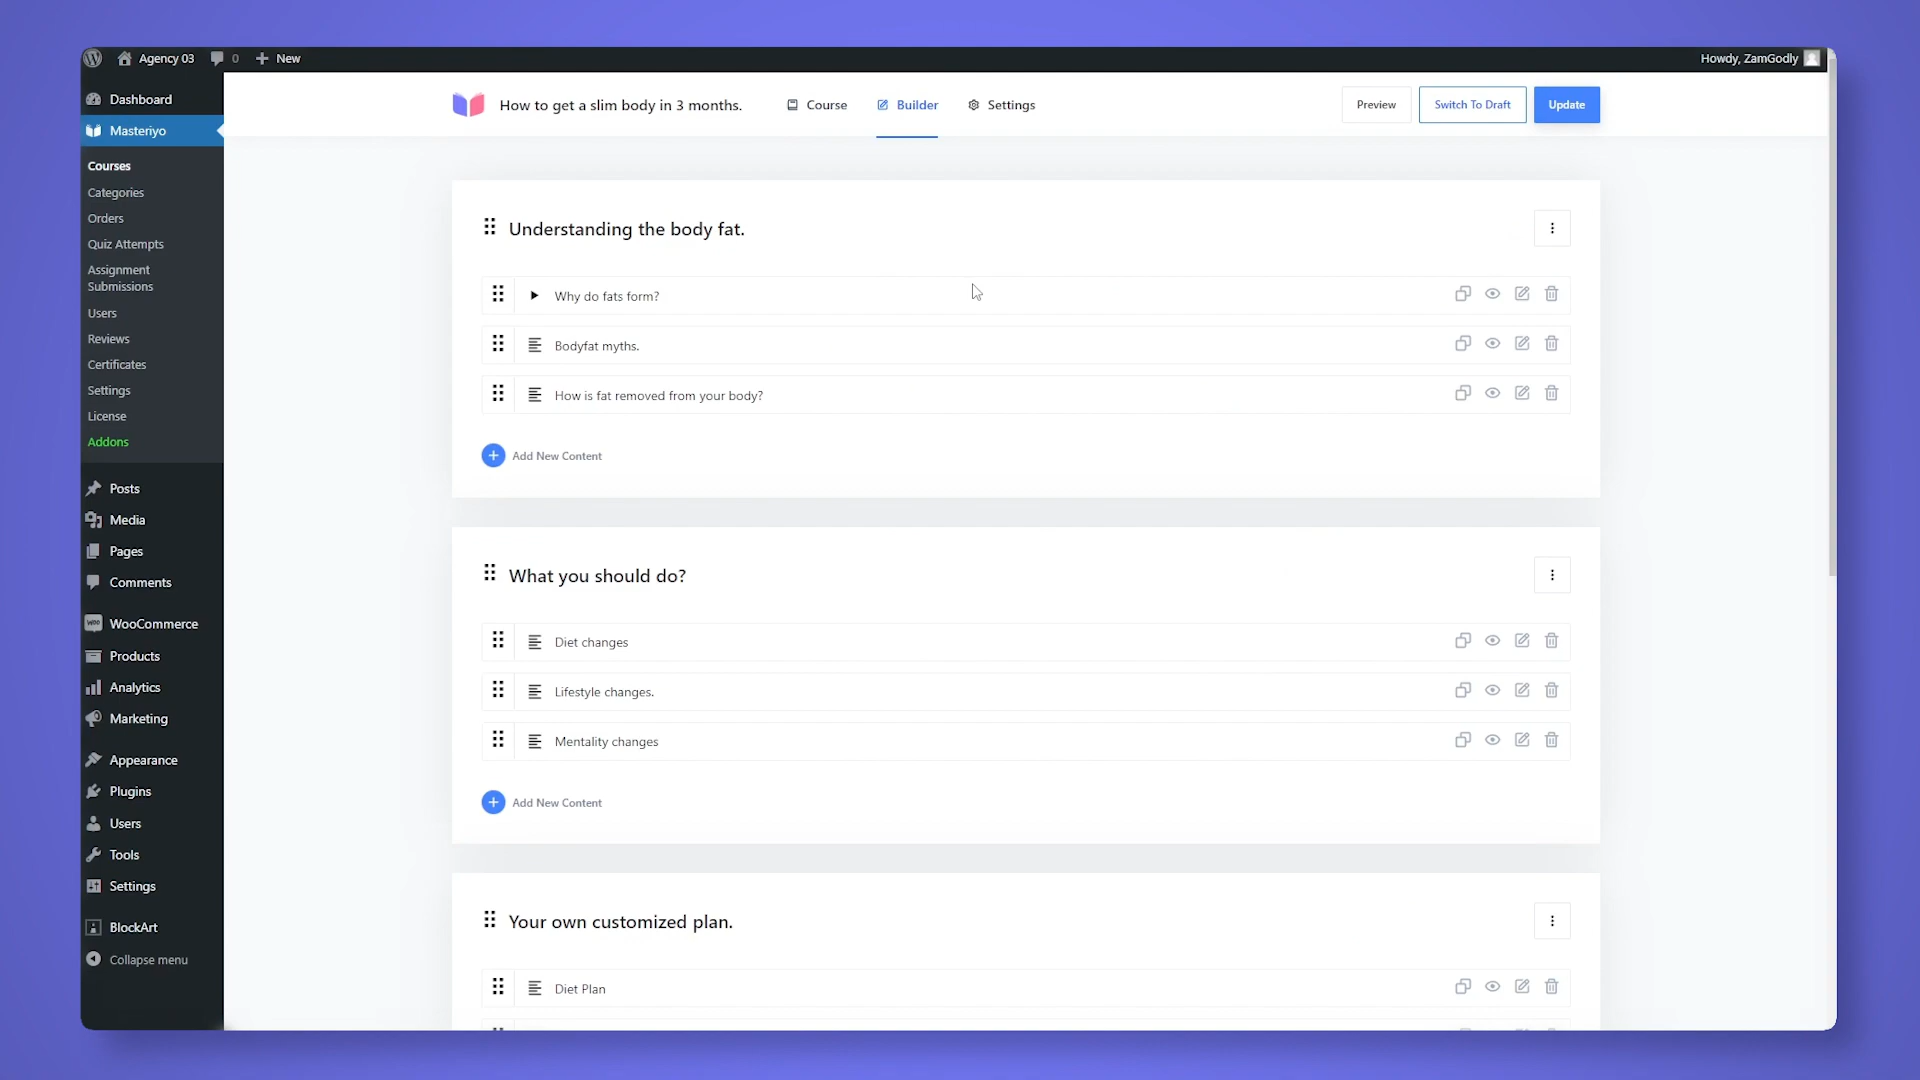 Agency 03
0
New
Howdy, ZamGodly
Dashboard
Masteriyo
Courses
Categories
Orders
Quiz Attempts
Assignment
Submissions
Users
Reviews
Certificates
Settings
License
Addons
Posts
Media
Pages
Comments
WooCommerce
Products
Analytics
Marketing
Appearance
Plugins
Users
Tools
Settings
BlockArt
Collapse menu
How to get a slim body in 3 months.
Course
Builder
Settings
Preview
Switch To Draft
Update
Understanding the body fat.
Why do fats form?
Bodyfat myths.
How is fat removed from your body?
Add New Content
What you should do?
Diet changes
Lifestyle changes.
Mentality changes
Add New Content
Your own customized plan.
Diet Plan